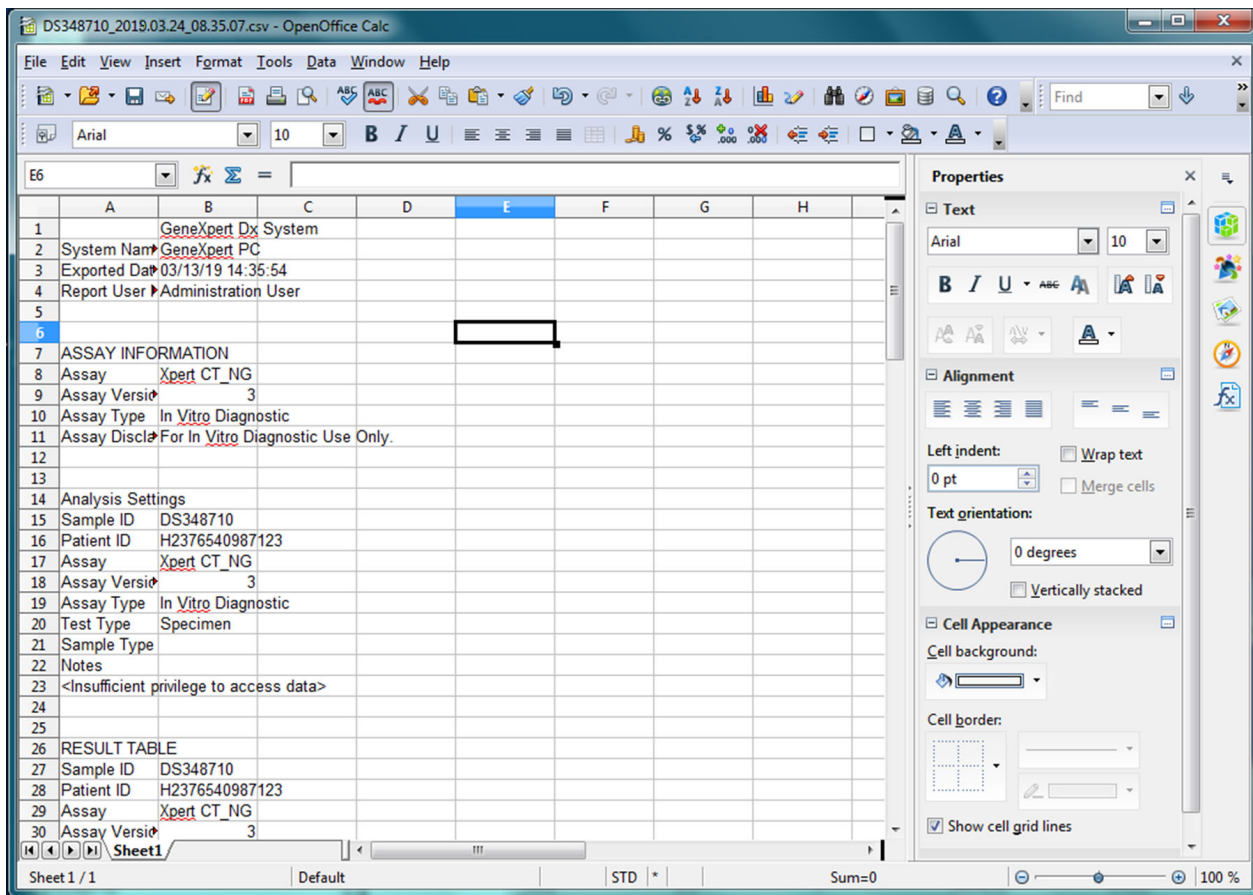 DS348710_2019.03.24_08.35.07.csv - OpenOffice Calc
File Edit View Insert Format Tools Data Window Help
Find
Arial 10 B I U
E6
Properties
A B C D E F G H
Text
1 GeneXpert Dx System
2 System Nam GeneXpert PC
Arial 10
3 Exported Dat 03/13/19 14:35:54
4 Report User Administration User
B I U ABC
5
6
7 ASSAY INFORMATION
8 Assay Xpert CT_NG
Alignment
9 Assay Versio 3
10 Assay Type In Vitro Diagnostic
11 Assay Discla For In Vitro Diagnostic Use Only.
Left indent:
Wrap text
12
13
0 pt
Merge cells
14 Analysis Settings
15 Sample ID DS348710
Text orientation:
16 Patient ID H2376540987123
17 Assay Xpert CT_NG
0 degrees
18 Assay Versio 3
19 Assay Type In Vitro Diagnostic
Vertically stacked
20 Test Type Specimen
Cell Appearance
21 Sample Type
22 Notes
Cell background:
23 <Insufficient privilege to access data>
24
25
Cell border:
26 RESULT TABLE
27 Sample ID DS348710
28 Patient ID H2376540987123
29 Assay Xpert CT_NG
30 Assay Versio 3
Show cell grid lines
Sheet1
Sheet 1 / 1 Default STD * Sum=0 100 %